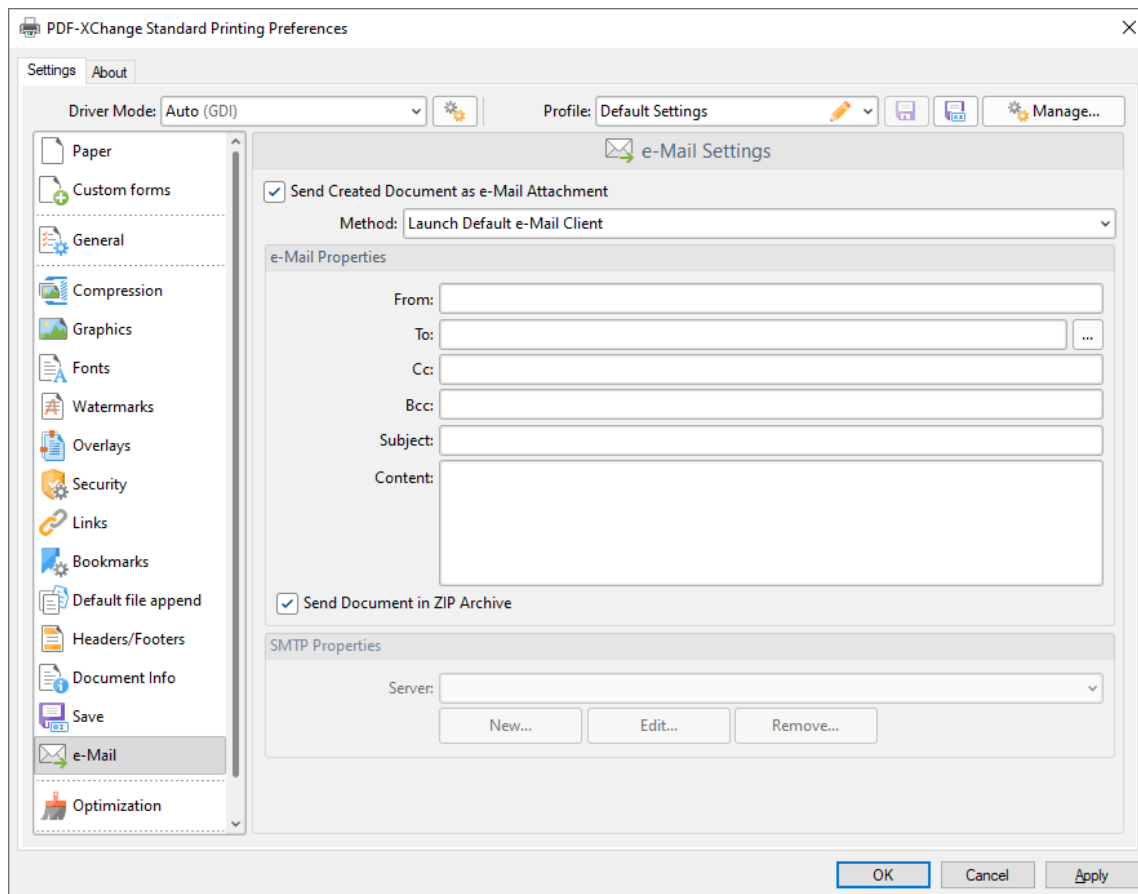 PDF-XChange Standard Printing Preferences
Settings About
Driver Mode: Auto (GDI) Profile: Default Settings Manage...
Paper
Custom forms
General
Compression
Graphics
Fonts
Watermarks
Overlays
Security
Links
Bookmarks
Default file append
Headers/Footers
Document Info
Save
e-Mail
Optimization
e-Mail Settings
Send Created Document as e-Mail Attachment
Method: Launch Default e-Mail Client
e-Mail Properties
From:
To: ...
Cc:
Bcc:
Subject:
Content:
Send Document in ZIP Archive
SMTP Properties
Server:
New... Edit... Remove...
OK Cancel Apply